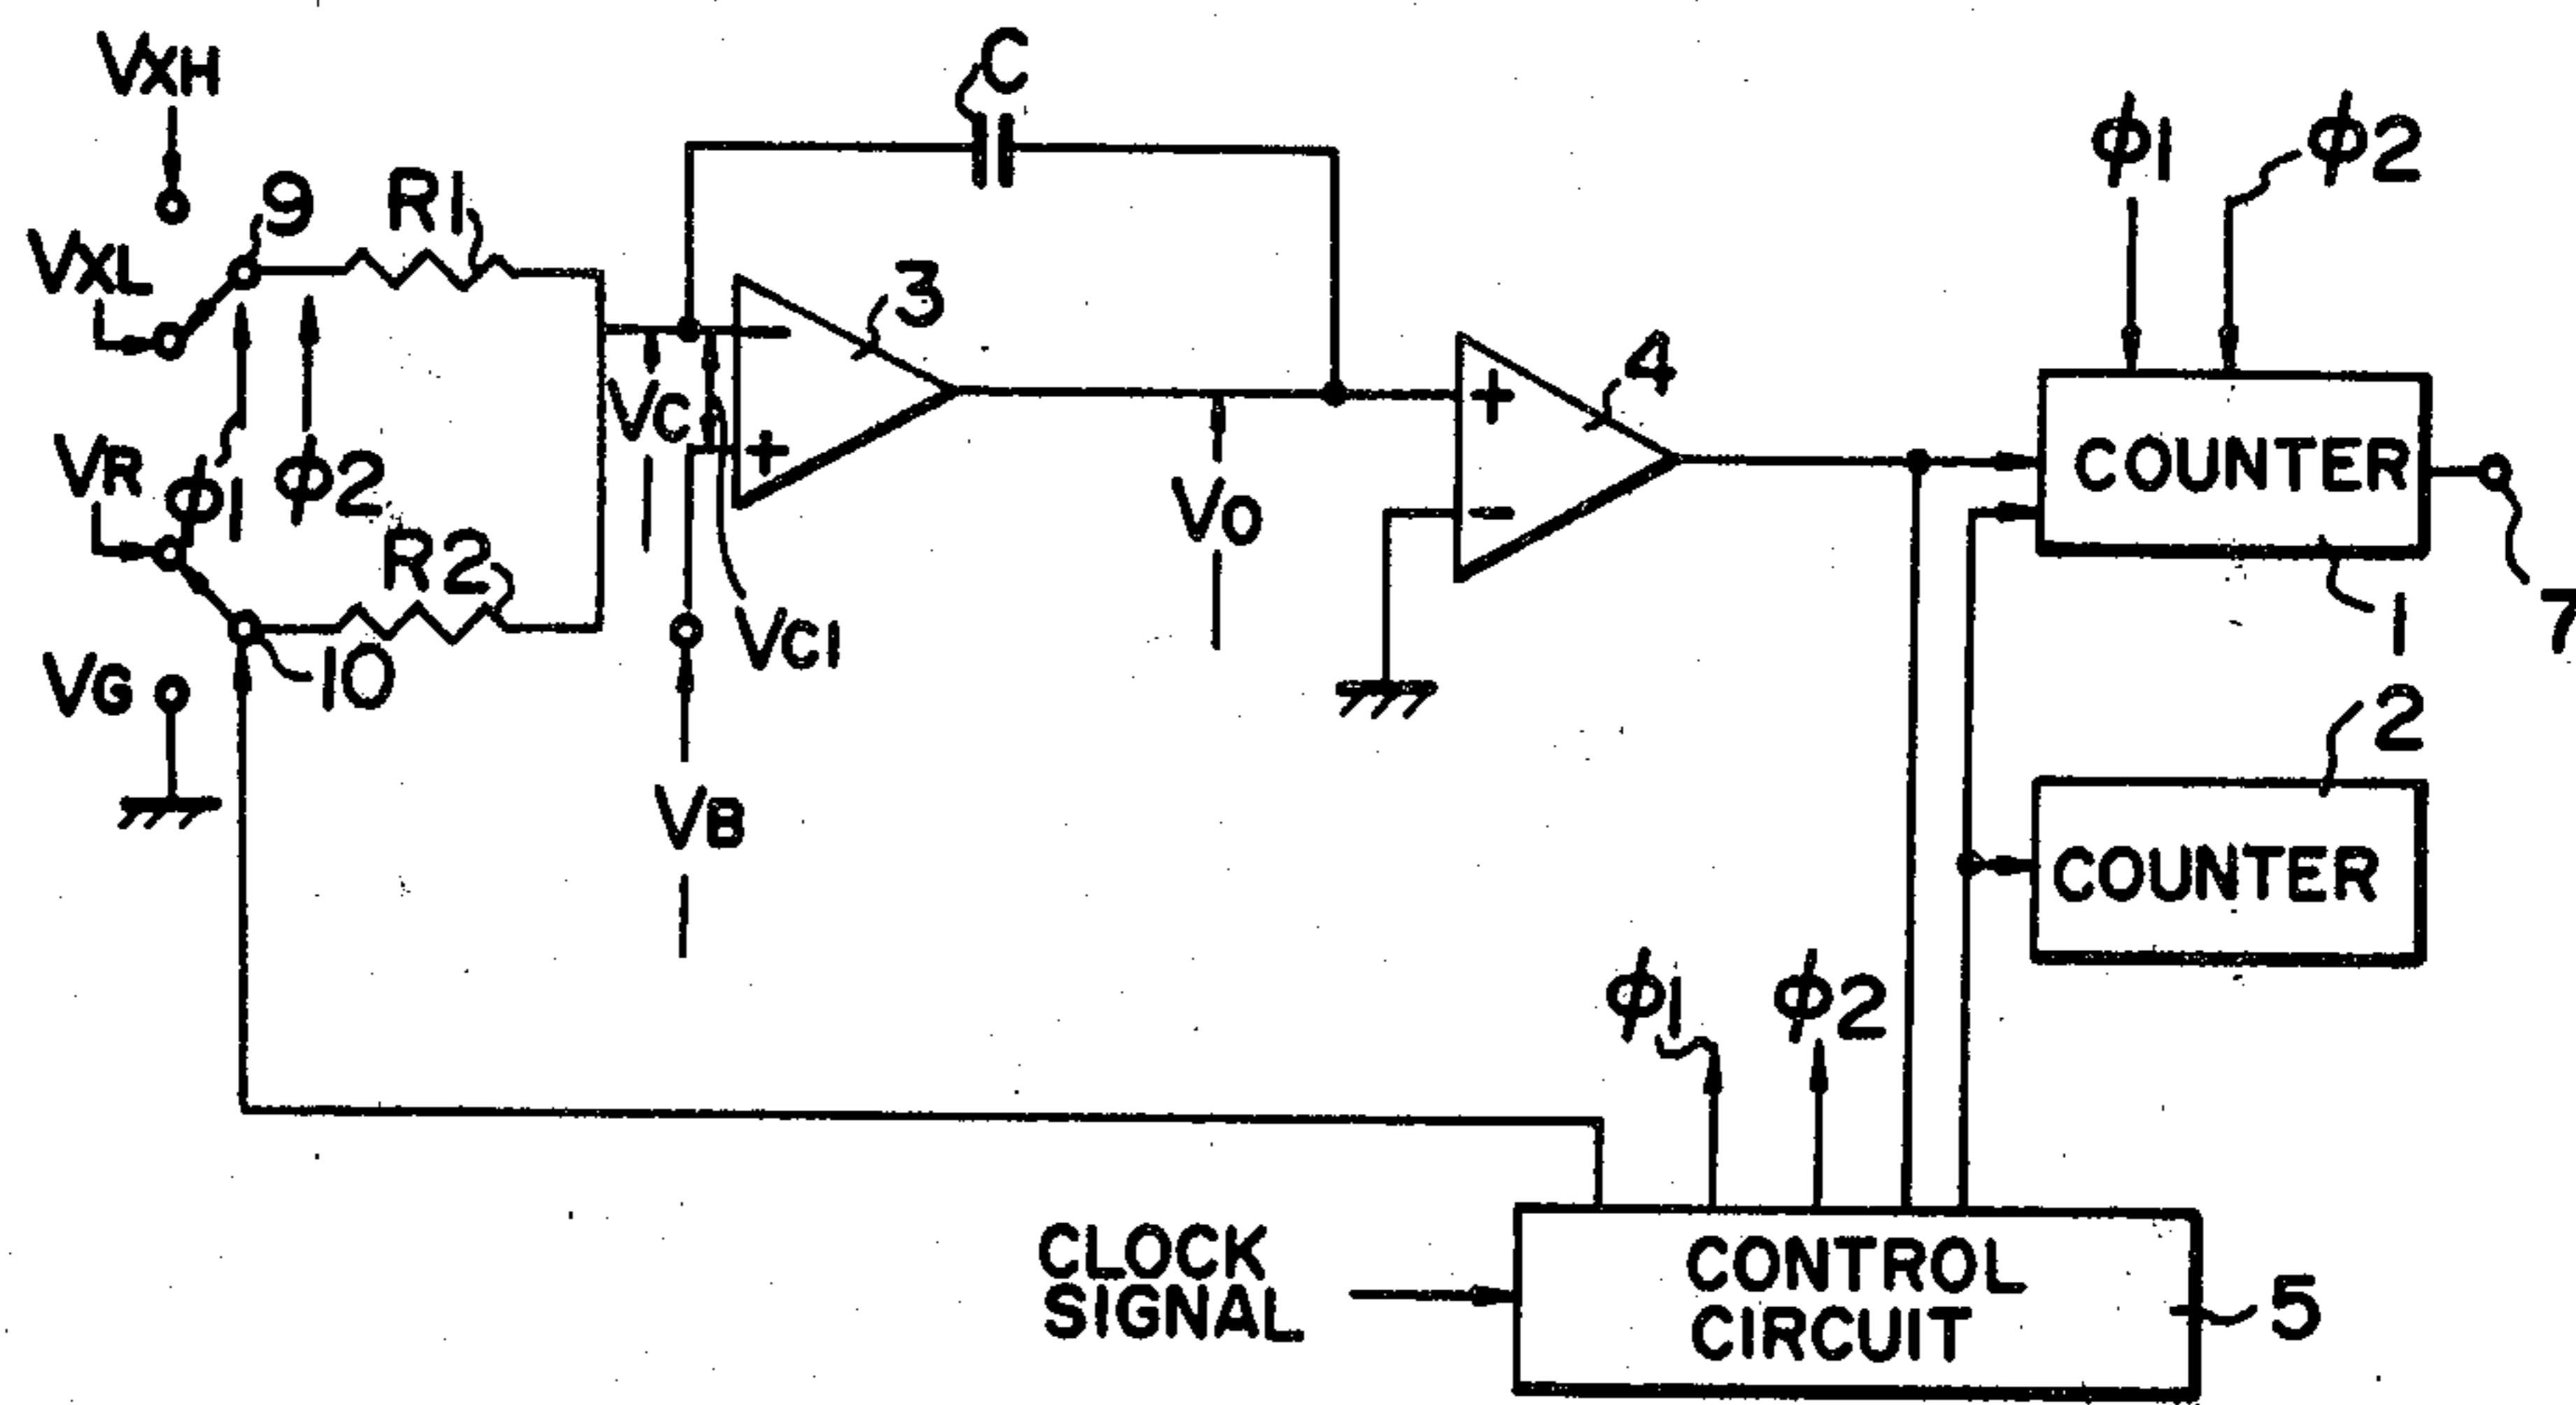 VXH
C
φ1
φ2
9
R1
VXL
3
4
VC
VR
φ1
φ2
COUNTER
VO
R2
7
VC1
1
VG
10
2
VB
COUNTER
φ1
φ2
CLOCK
SIGNAL
CONTROL
CIRCUIT
5